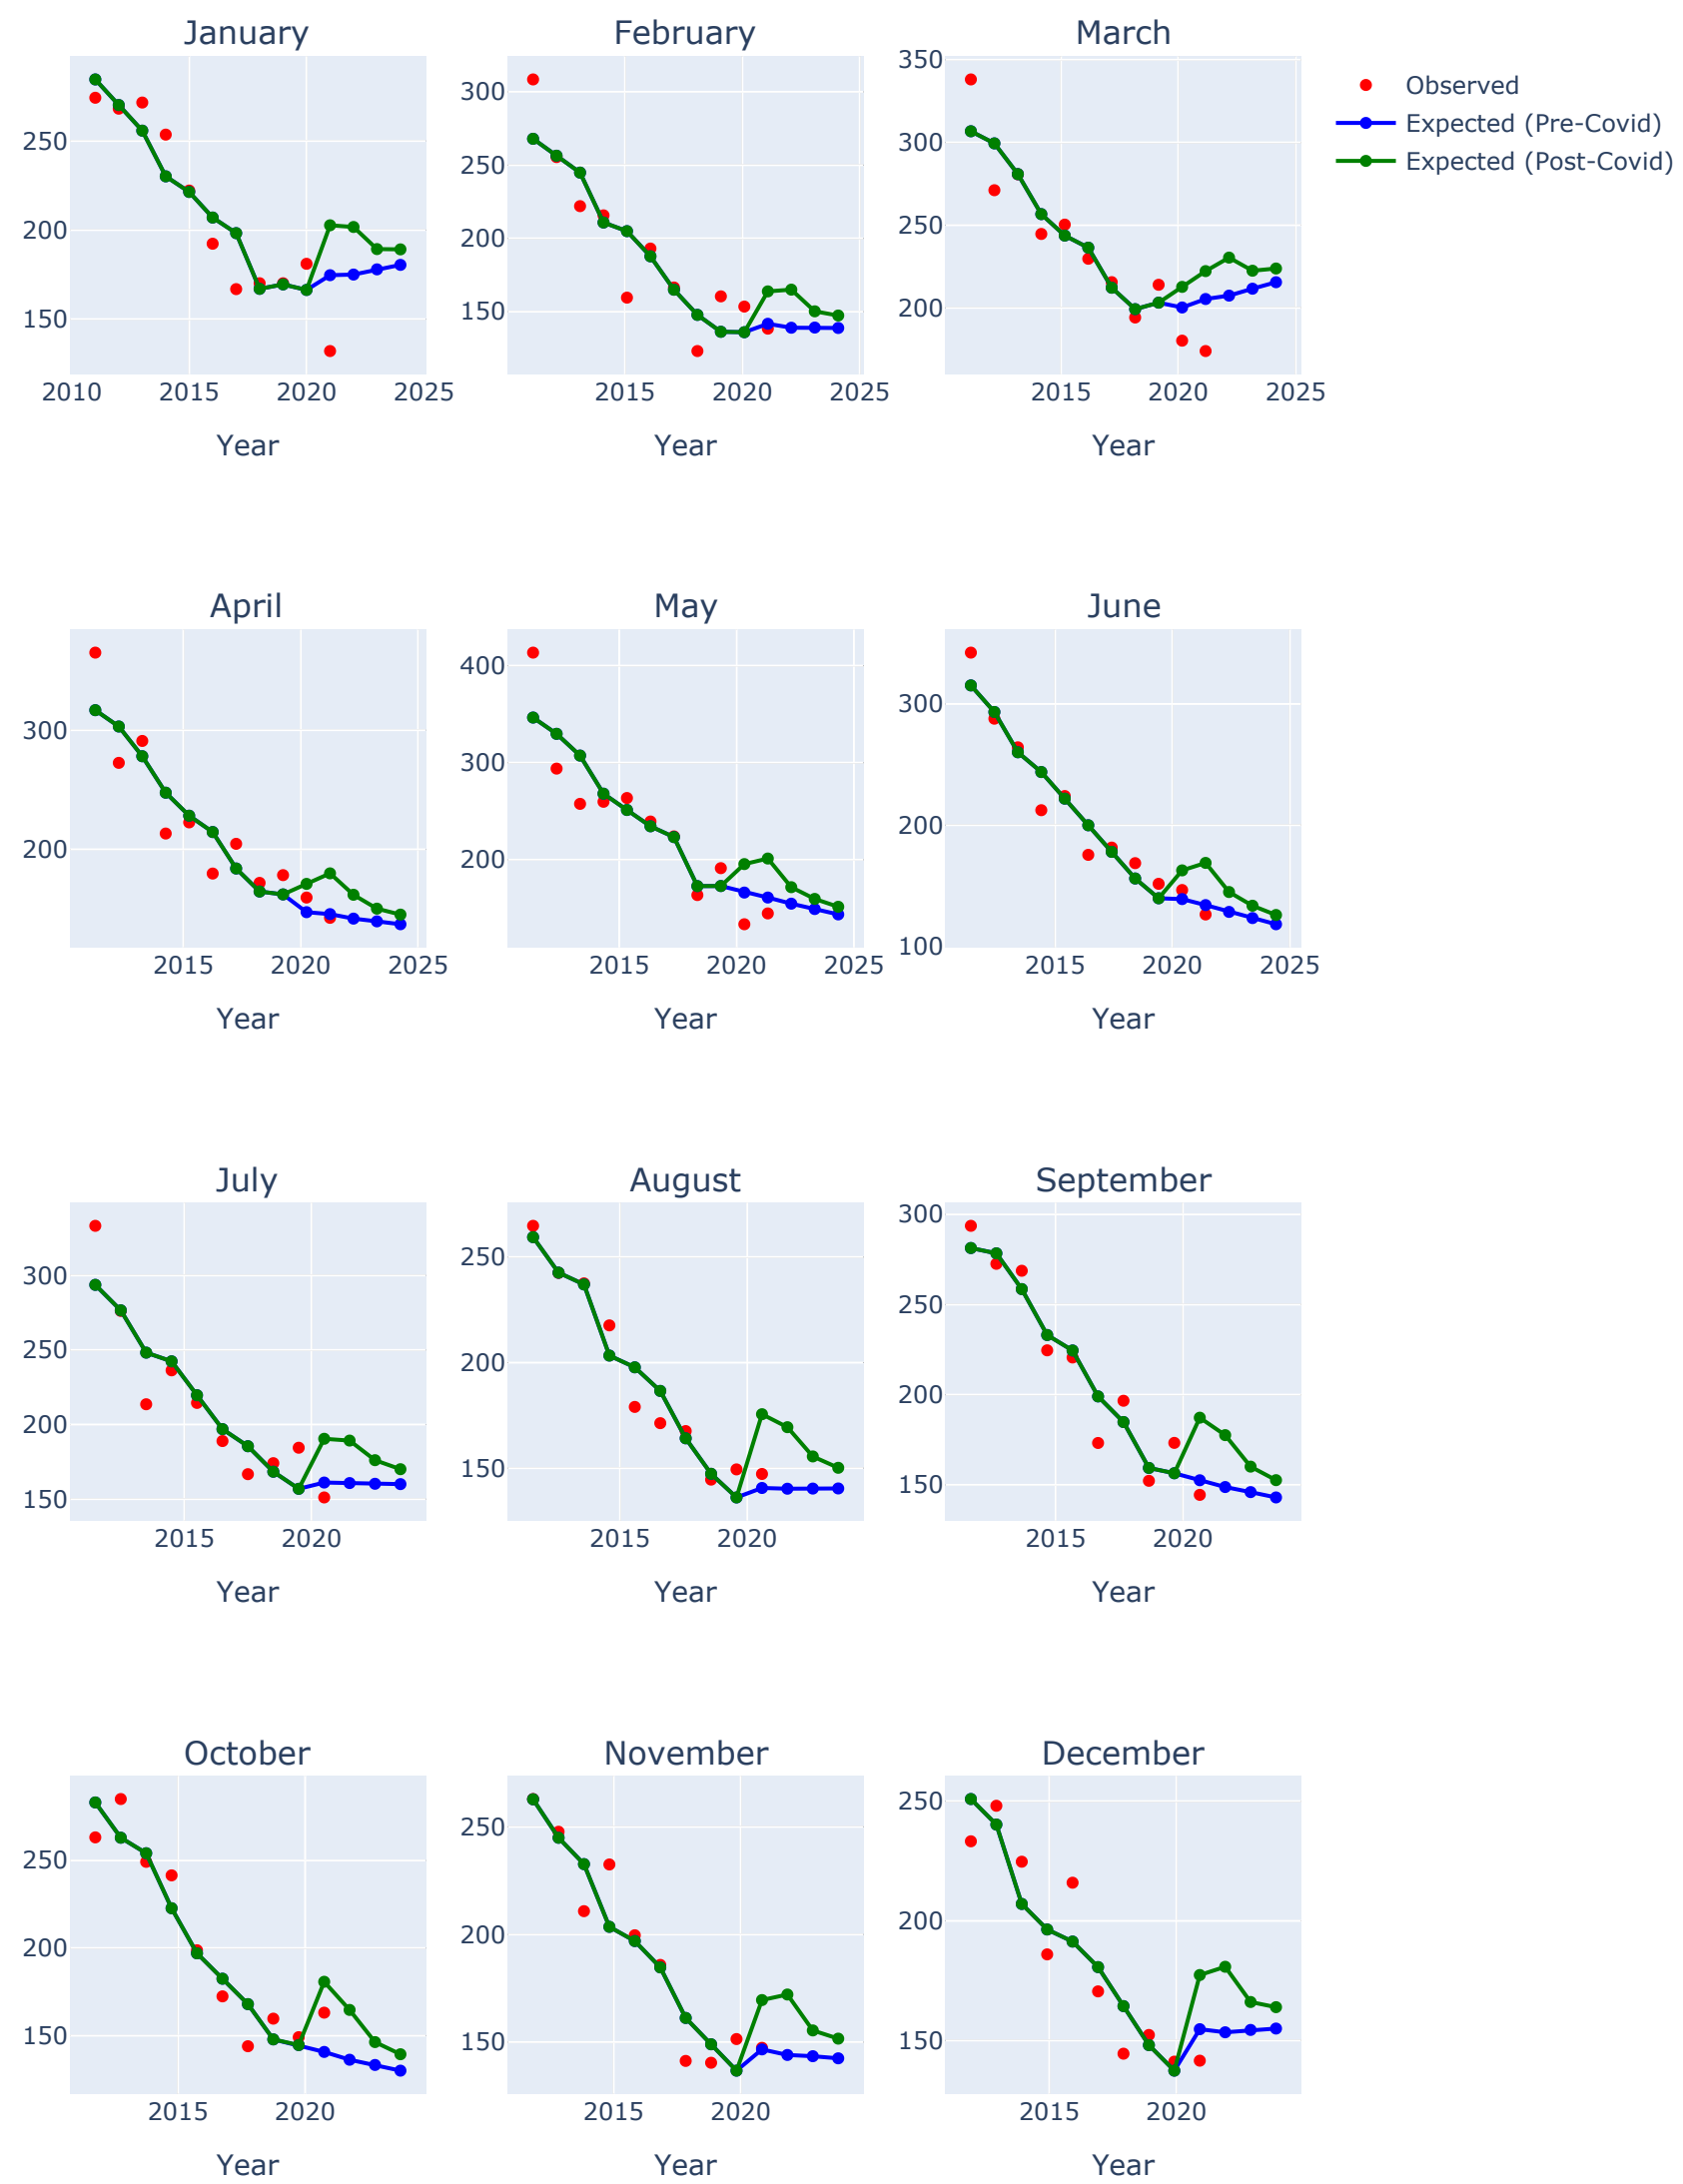 January
February
March
300
350
250
200
150
2010
2015
2020
2025
Year
300
250
200
150
2015
2020
2025
Year
300
250
200
2015
2020
2025
Year
Observed
Expected (Pre-Covid)
Expected (Post-Covid)
April
May
June
300
200
2015
2020
2025
Year
400
300
200
2015
2020
2025
Year
300
200
100
2015
2020
2025
Year
July
August
September
300
250
200
150
2015
2020
Year
250
200
150
2015
2020
Year
300
250
200
150
2015
2020
Year
October
November
December
250
200
150
2015
2020
Year
250
200
150
2015
2020
Year
250
200
150
2015
2020
Year